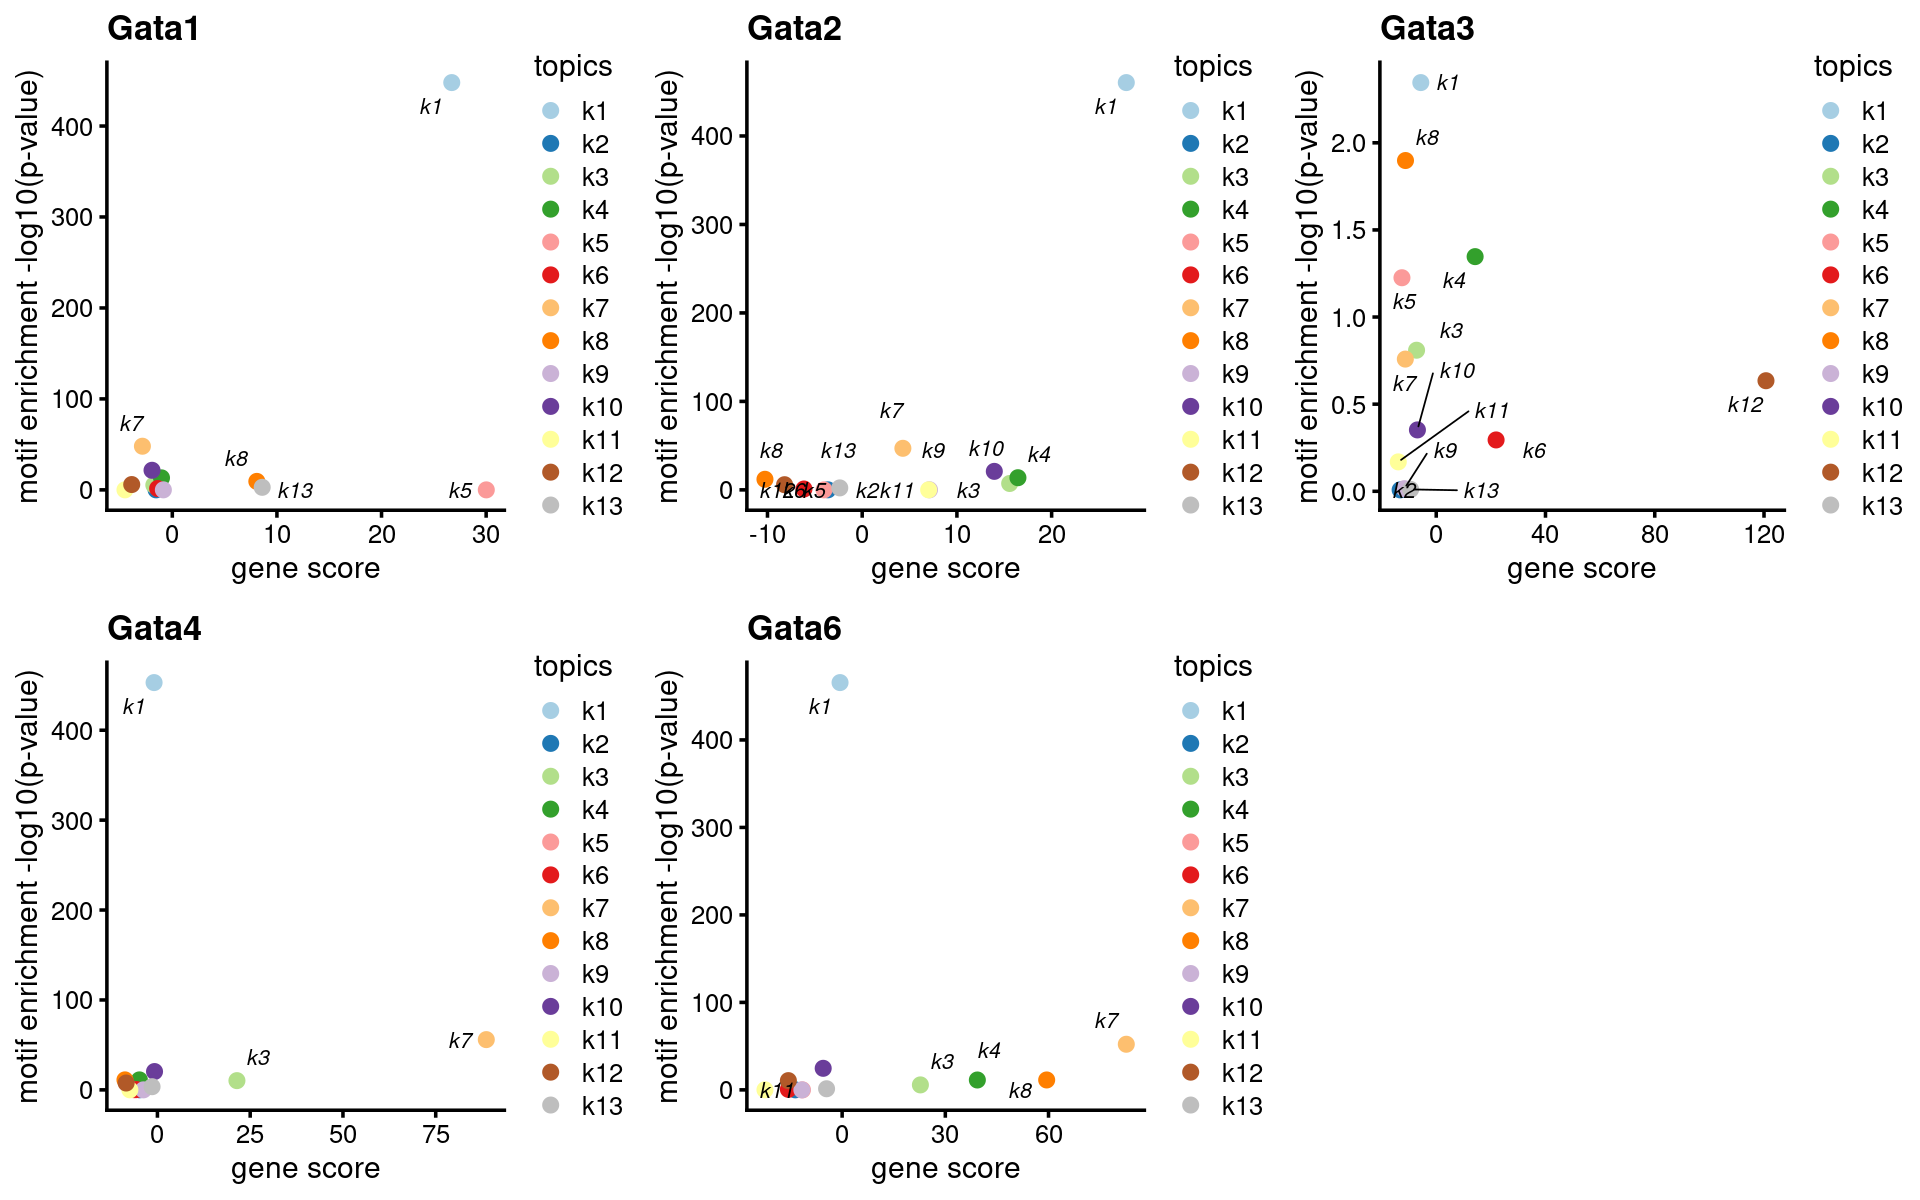 Gata1
motif enrichment -log10(p-value)
400
300
200
100
0
0
10
20
30
gene score
k1
k7
k8
k13
k5
topics
k1
k2
k3
k4
k5
k6
k7
k8
k9
k10
k11
k12
k13
Gata2
motif enrichment -log10(p-value)
400
300
200
100
0
-10
0
10
20
gene score
k1
k7
k8
k13
k9
k10
k4
k12
k6
k5
k2
k11
k3
topics
k1
k2
k3
k4
k5
k6
k7
k8
k9
k10
k11
k12
k13
Gata3
motif enrichment -log10(p-value)
2.0
1.5
1.0
0.5
0.0
0
40
80
120
gene score
k1
k8
k4
k5
k3
k10
k7
k12
k11
k9
k6
k2
k13
topics
k1
k2
k3
k4
k5
k6
k7
k8
k9
k10
k11
k12
k13
Gata4
motif enrichment -log10(p-value)
400
300
200
100
0
0
25
50
75
gene score
k1
k7
k3
topics
k1
k2
k3
k4
k5
k6
k7
k8
k9
k10
k11
k12
k13
Gata6
motif enrichment -log10(p-value)
400
300
200
100
0
0
30
60
gene score
k1
k7
k4
k3
k8
k11
topics
k1
k2
k3
k4
k5
k6
k7
k8
k9
k10
k11
k12
k13